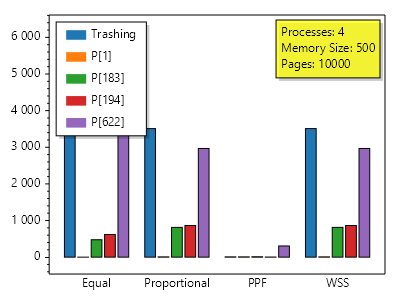 6 000
5 000
4 000
3 000
2 000
1 000
0
Trashing
P[1]
P[183]
P[194]
P[622]
Processes: 4
Memory Size: 500
Pages: 10000
Equal
Proportional
PPF
WSS